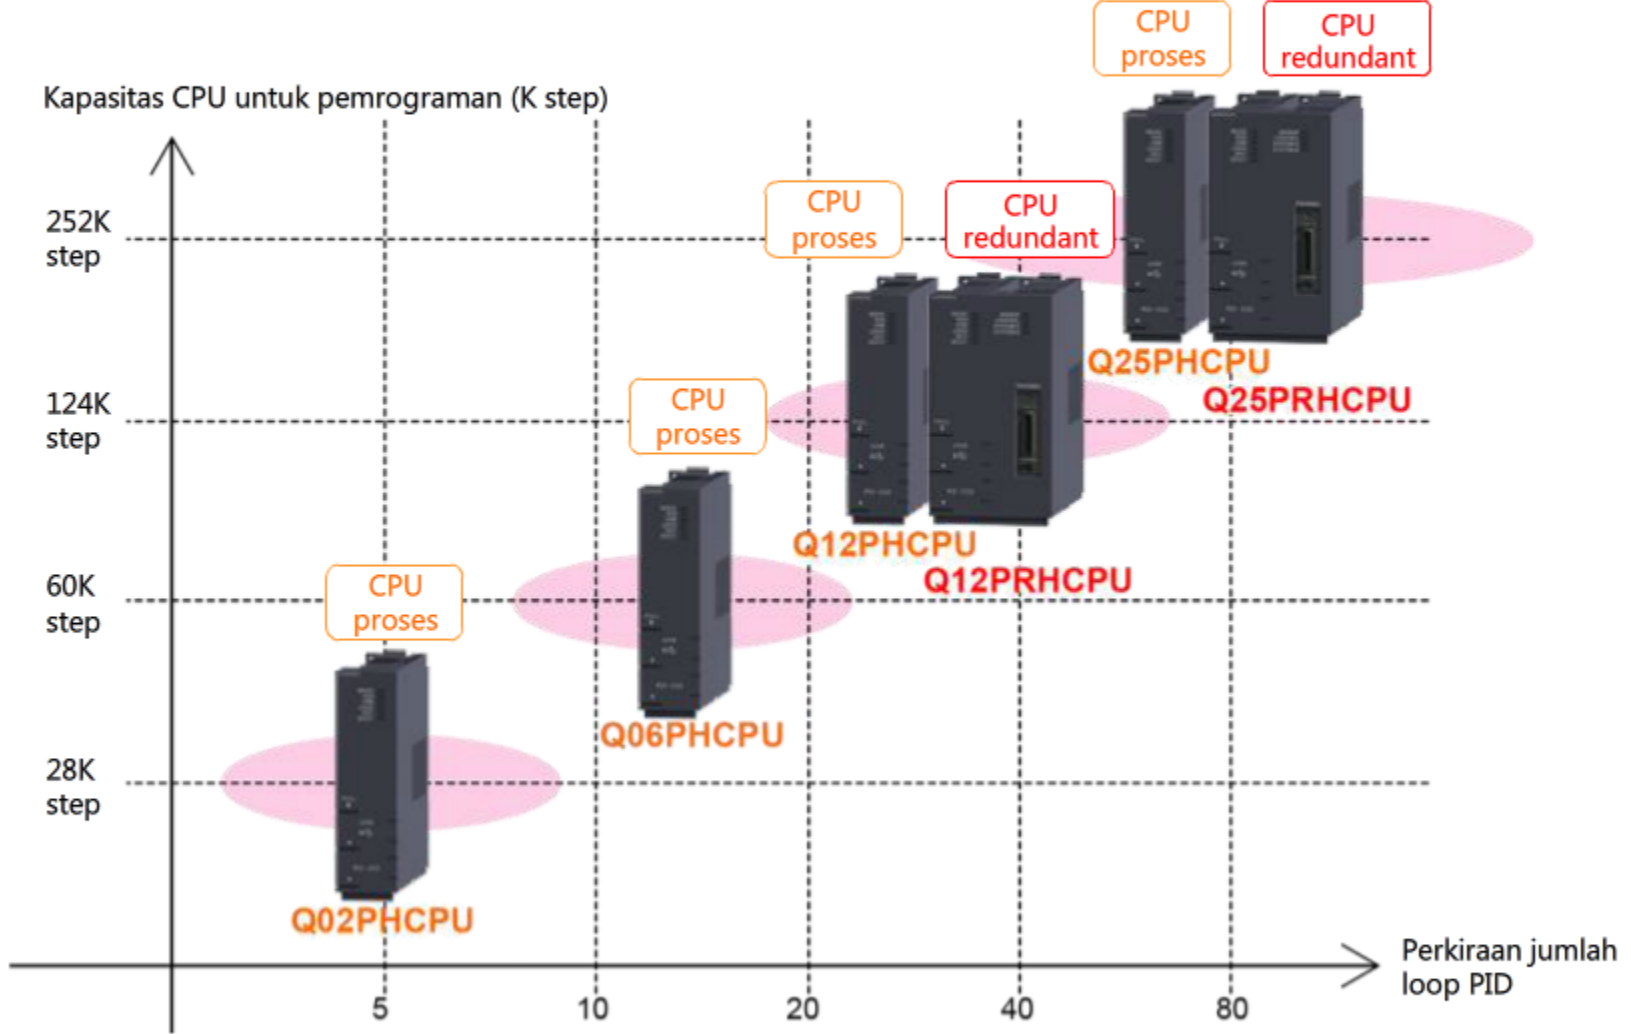 CPU
proses
CPU
redundant
Kapasitas CPU untuk pemrograman (K step)
CPU
proses
CPU
redundant
252K
step
Q25PHCPU
Q25PRHCPU
CPU
proses
124K
step
Q12PHCPU
Q12PRHCPU
CPU
proses
60K
step
Q06PHCPU
28K
step
Q02PHCPU
Perkiraan jumlah
loop PID
5 10 20 40 80